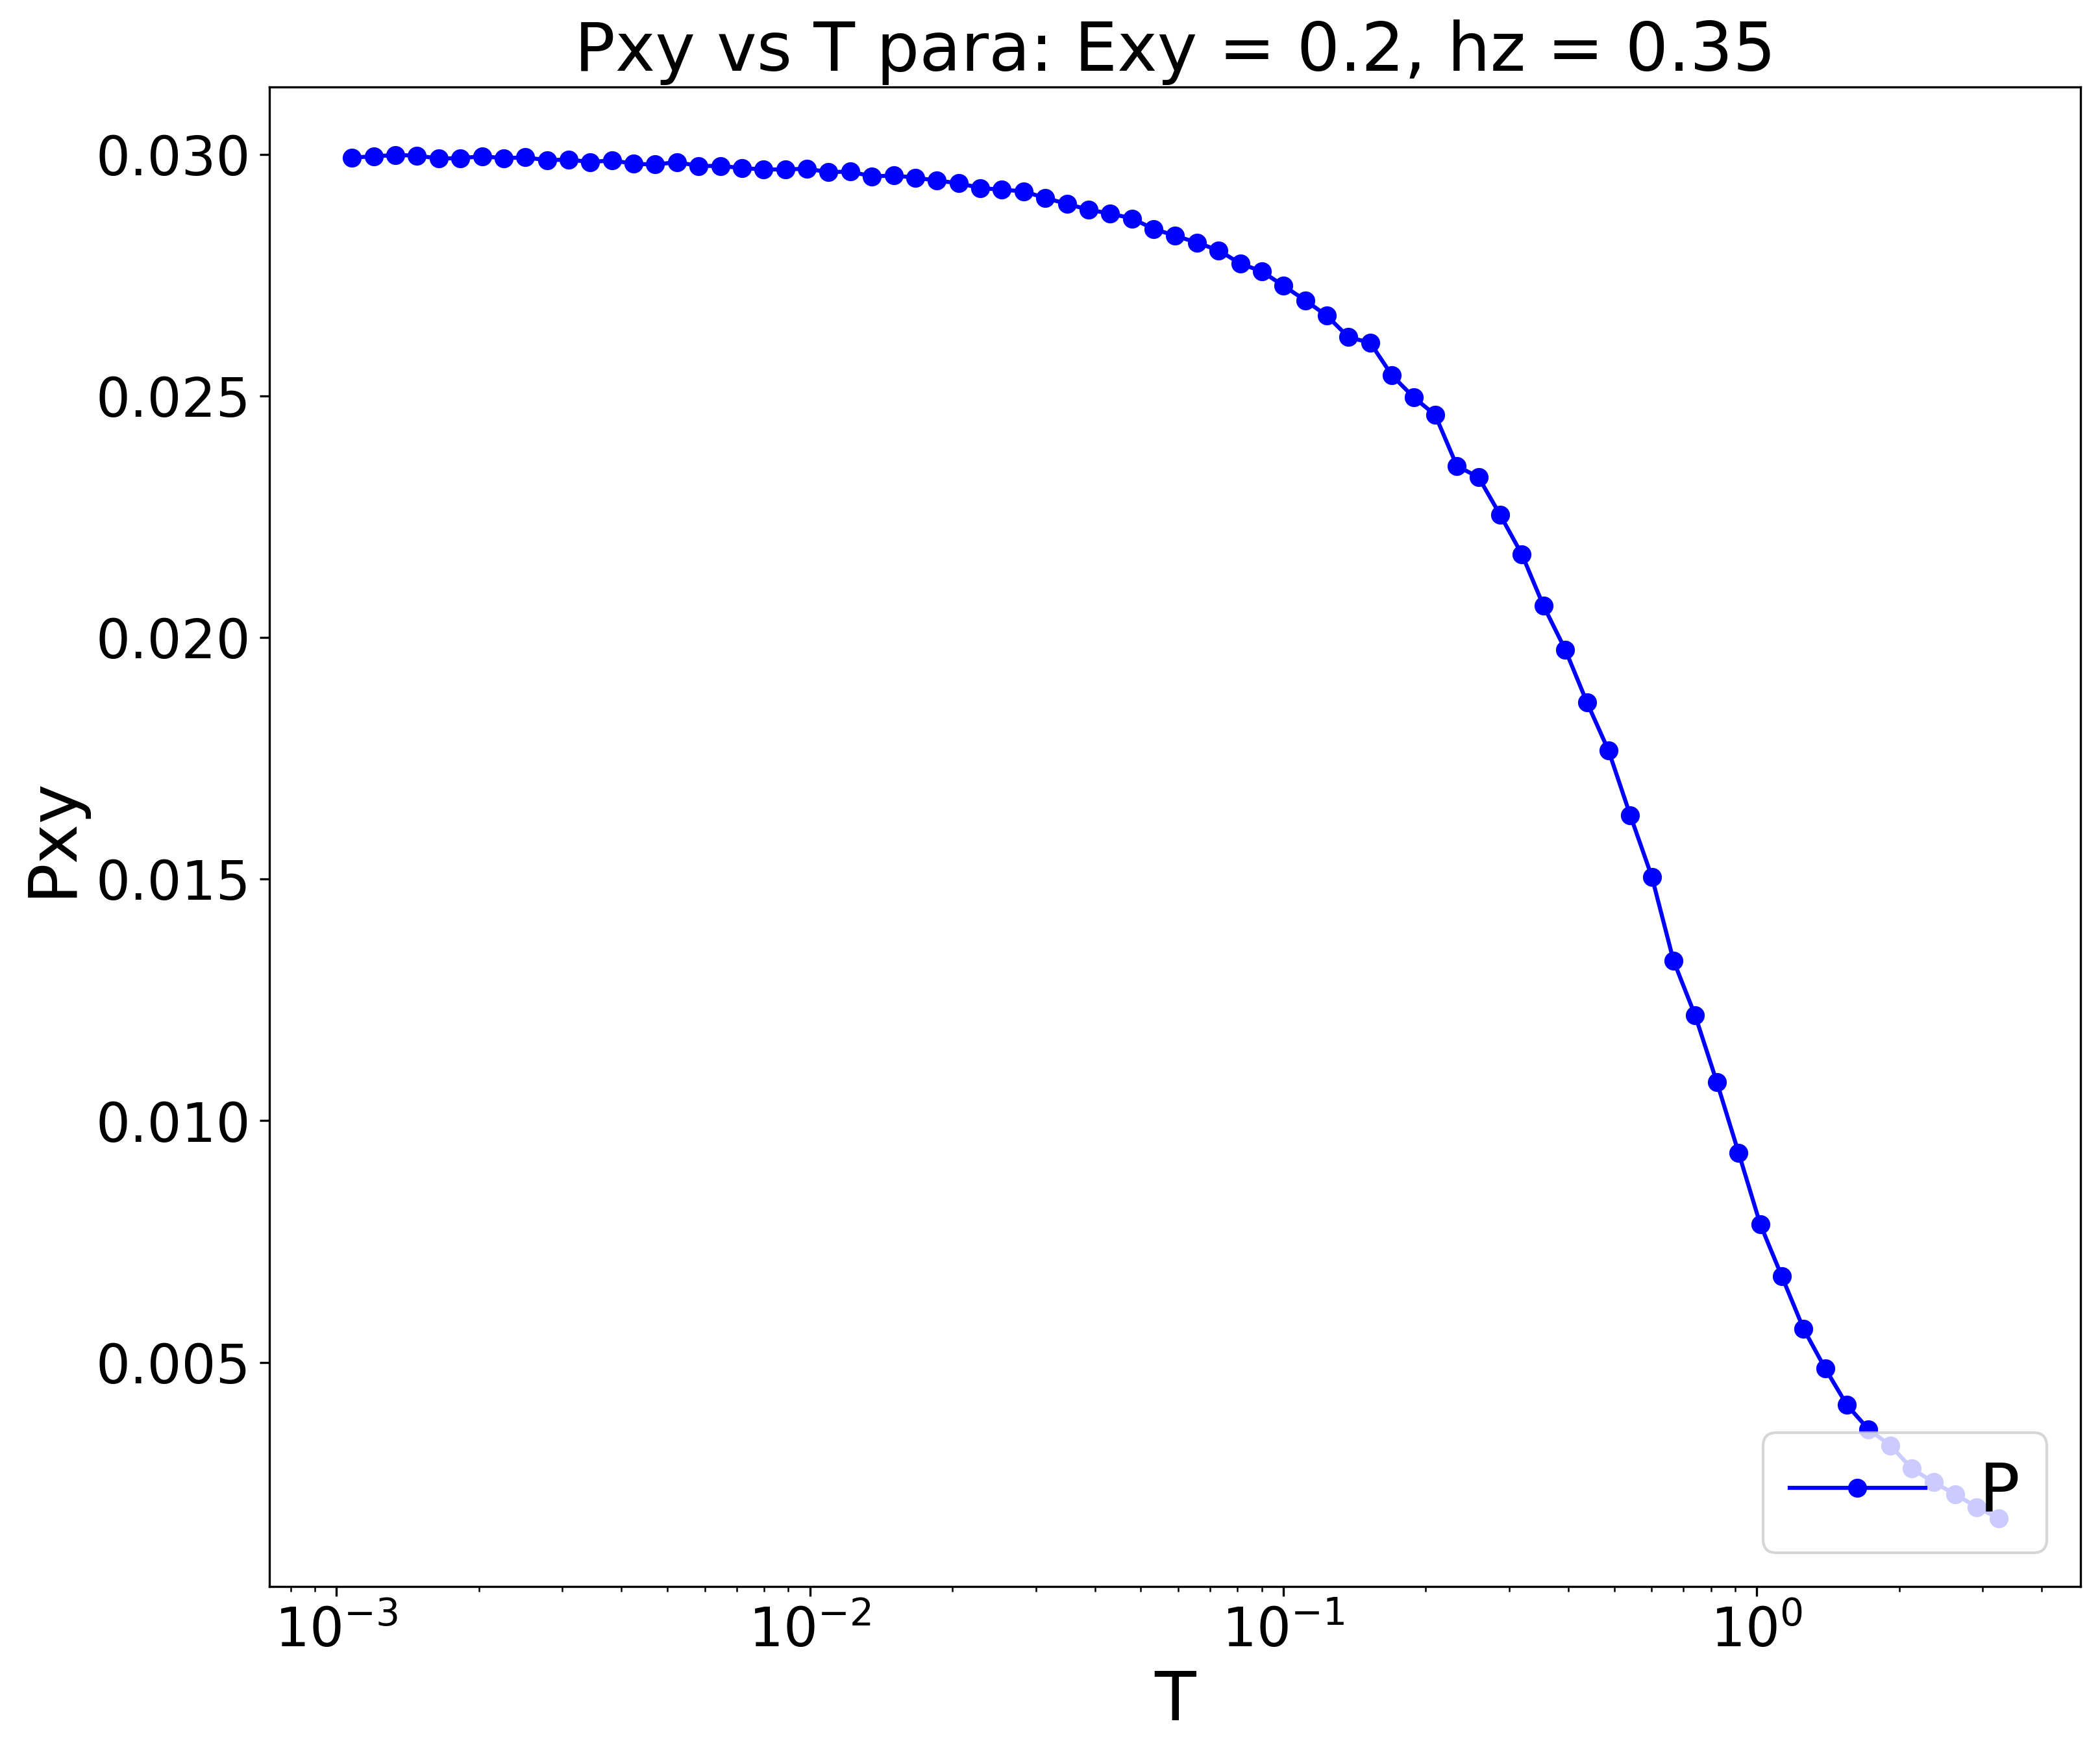 Pxy vs T para: Exy = 0.2, hz = 0.35
Pxy
0.030
0.025
0.020
0.015
0.010
0.005
P
10⁻³ 10⁻² 10⁻¹ 10⁰
T